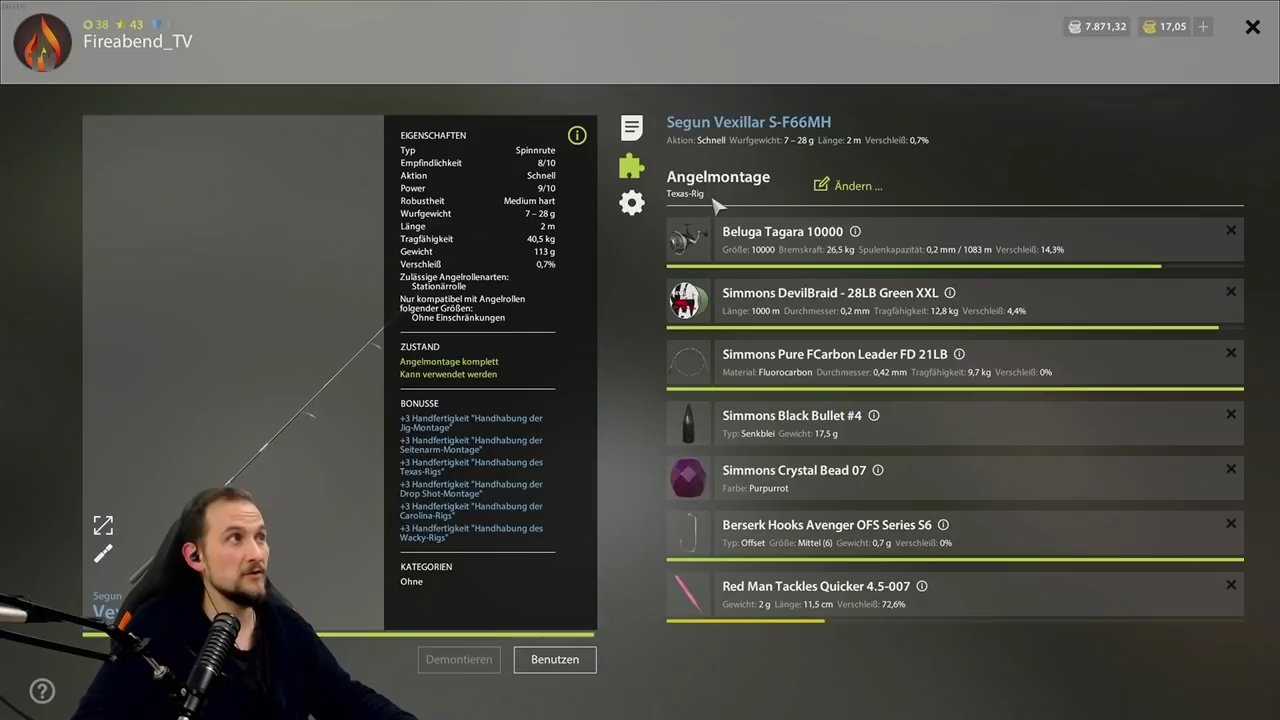 38 43
Fireabend_TV
7.871,32
17,05
EIGENSCHAFTEN
Typ Spinnrute
Empfindlichkeit 8/10
Aktion Schnell
Power 9/10
Robustheit Medium hart
Wurfgewicht 7 – 28 g
Länge 2 m
Tragfähigkeit 40,5 kg
Gewicht 113 g
Verschleiß 0,7%
Zulässige Angelrollenarten:
Stationärrolle
Nur kompatibel mit Angelrollen
folgender Größen:
Ohne Einschränkungen
ZUSTAND
Angelmontage komplett
Kann verwendet werden
BONUSSE
+3 Handfertigkeit "Handhabung der
Jig-Montage"
+3 Handfertigkeit "Handhabung der
Seitenarm-Montage"
+3 Handfertigkeit "Handhabung des
Texas-Rigs"
+3 Handfertigkeit "Handhabung der
Drop Shot-Montage"
+3 Handfertigkeit "Handhabung der
Carolina-Rigs"
+3 Handfertigkeit "Handhabung des
Wacky-Rigs"
KATEGORIEN
Ohne
Segun
Demontieren
Benutzen
Segun Vexillar S-F66MH
Aktion: Schnell Wurfgewicht: 7 – 28 g Länge: 2 m Verschleiß: 0,7%
Angelmontage
Ändern ...
Texas-Rig
Beluga Tagara 10000
Größe: 10000 Bremskraft: 26,5 kg Spulenkapazität: 0,2 mm / 1083 m Verschleiß: 14,3%
Simmons DevilBraid - 28LB Green XXL
Länge: 1000 m Durchmesser: 0,2 mm Tragfähigkeit: 12,8 kg Verschleiß: 4,4%
Simmons Pure FCarbon Leader FD 21LB
Material: Fluorocarbon Durchmesser: 0,42 mm Tragfähigkeit: 9,7 kg Verschleiß: 0%
Simmons Black Bullet #4
Typ: Senkblei Gewicht: 17,5 g
Simmons Crystal Bead 07
Farbe: Purpurrot
Berserk Hooks Avenger OFS Series S6
Typ: Offset Größe: Mittel (6) Gewicht: 0,7 g Verschleiß: 0%
Red Man Tackles Quicker 4.5-007
Gewicht: 2 g Länge: 11,5 cm Verschleiß: 72,6%